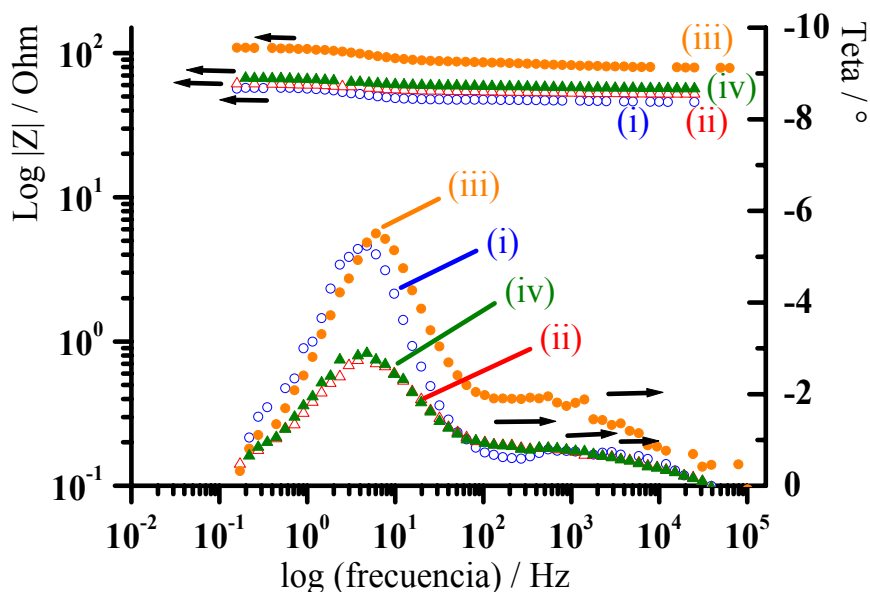 Log |Z| / Ohm
10²
10¹
10⁰
10⁻¹
Teta / °
-10
-8
-6
-4
-2
0
(iii)
(iv)
(i)
(ii)
(iii)
(i)
(iv)
(ii)
10⁻² 10⁻¹ 10⁰ 10¹ 10² 10³ 10⁴ 10⁵
log (frecuencia) / Hz